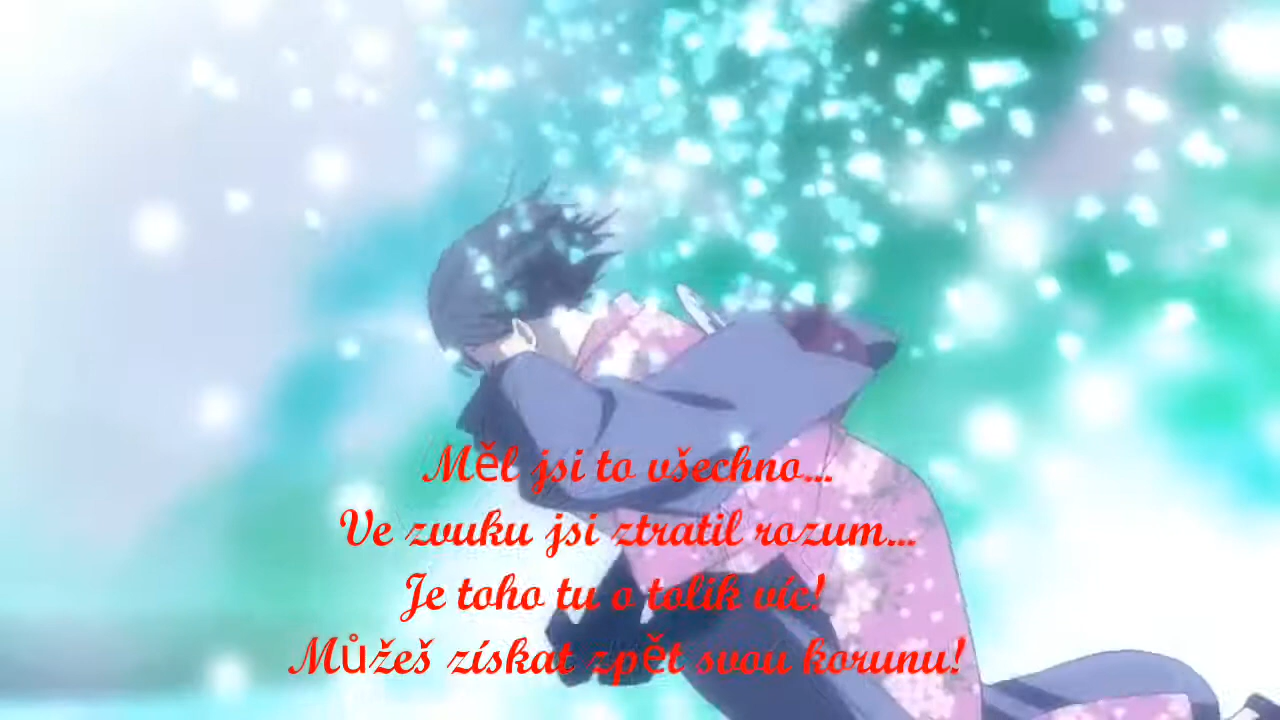 Měl jsi to všechno...
Ve zvuku jsi ztratil rozum...
Je toho tu o tolik víc!
Můžeš získat zpět svou korunu!